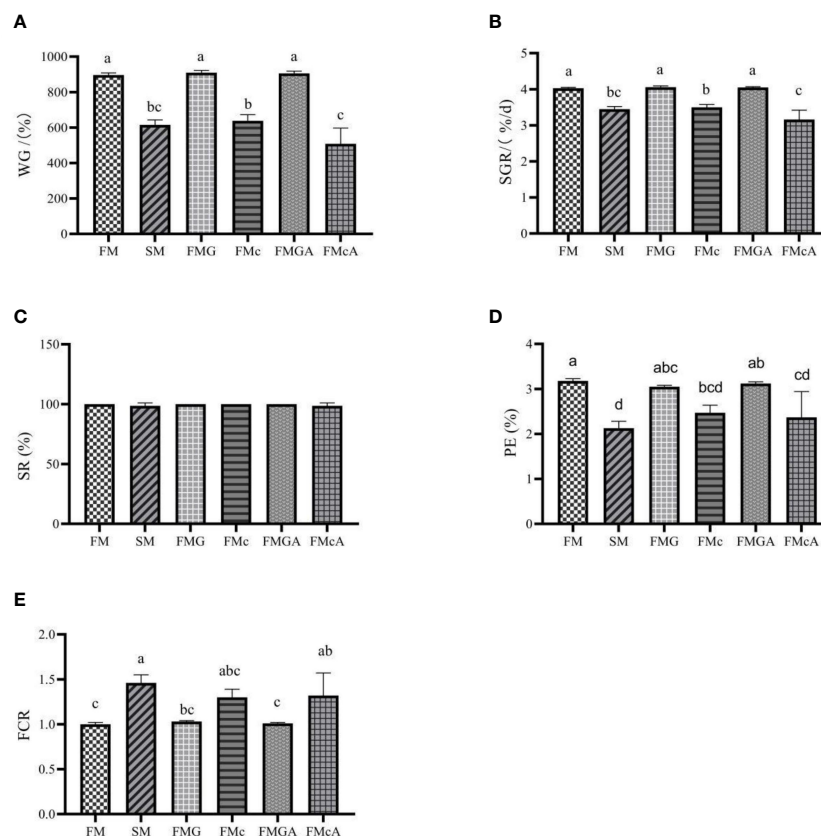 A
WG /(%)
1000
800
600
400
200
0
a
bc
a
b
a
c
FM SM FMG FMc FMGA FMcA
B
SGR/( %/d)
5
4
3
2
1
0
a
bc
a
b
a
c
FM SM FMG FMc FMGA FMcA
C
SR (%)
150
100
50
0
FM SM FMG FMc FMGA FMcA
D
PE (%)
4
3
2
1
0
a
d
abc
bcd
ab
cd
FM SM FMG FMc FMGA FMcA
E
FCR
2.0
1.5
1.0
0.5
0.0
c
a
bc
abc
c
ab
FM SM FMG FMc FMGA FMcA